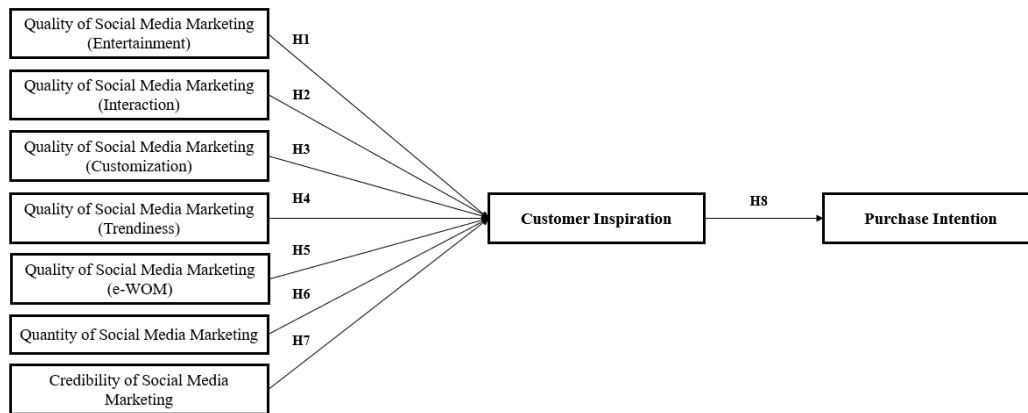 Quality of Social Media Marketing
(Entertainment)
H1
Quality of Social Media Marketing
(Interaction)
H2
Quality of Social Media Marketing
(Customization)
H3
Quality of Social Media Marketing
(Trendiness)
H4
Customer Inspiration
H8
Purchase Intention
Quality of Social Media Marketing
(e-WOM)
H5
Quantity of Social Media Marketing
H6
Credibility of Social Media
Marketing
H7